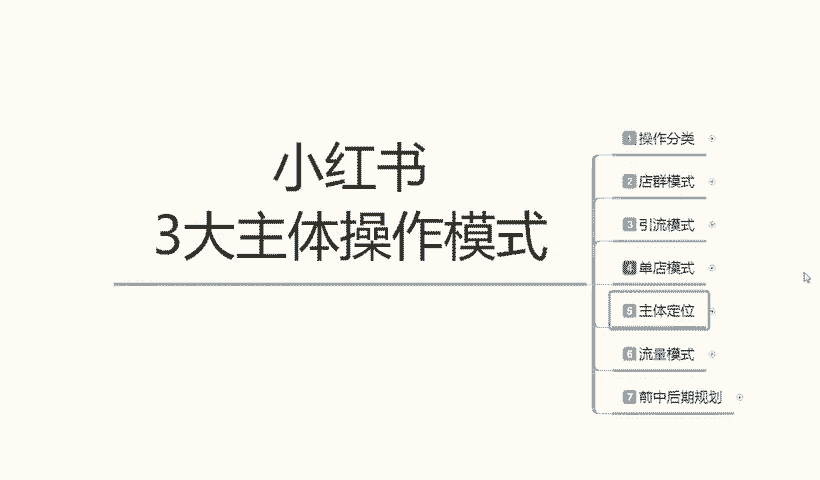 小红书
3大主体操作模式
1 操作分类
2 店群模式
3 引流模式
4 单店模式
5 主体定位
6 流量模式
7 前中后期规划